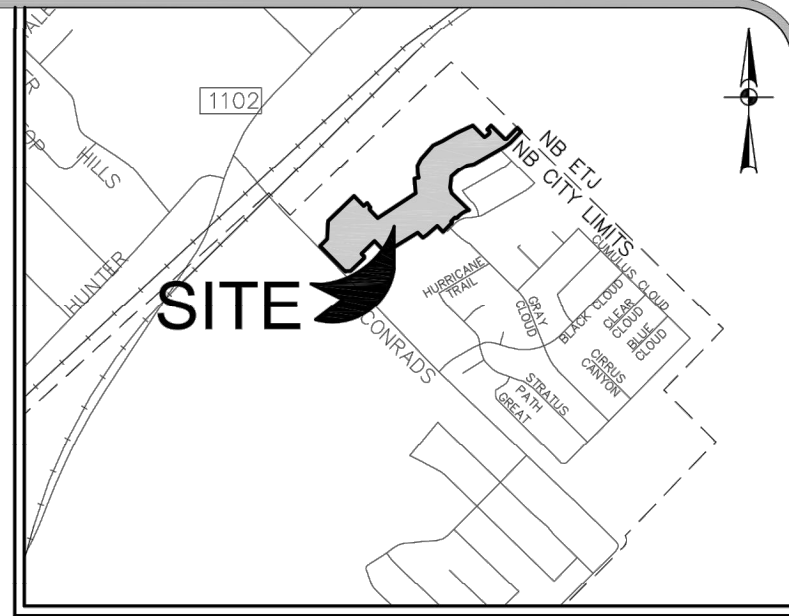 1102
HILLS
HUNTER
NB ETJ
NB CITY LIMITS
SITE
CONRADS
HURRICANE
TRAIL
GRAY
CLOUD
BLACK CLOUD
CUMULUS CLOUD
CLEAR
CLOUD
BLUE
CLOUD
CIRRUS
CANYON
STRATUS
PATH
GREAT